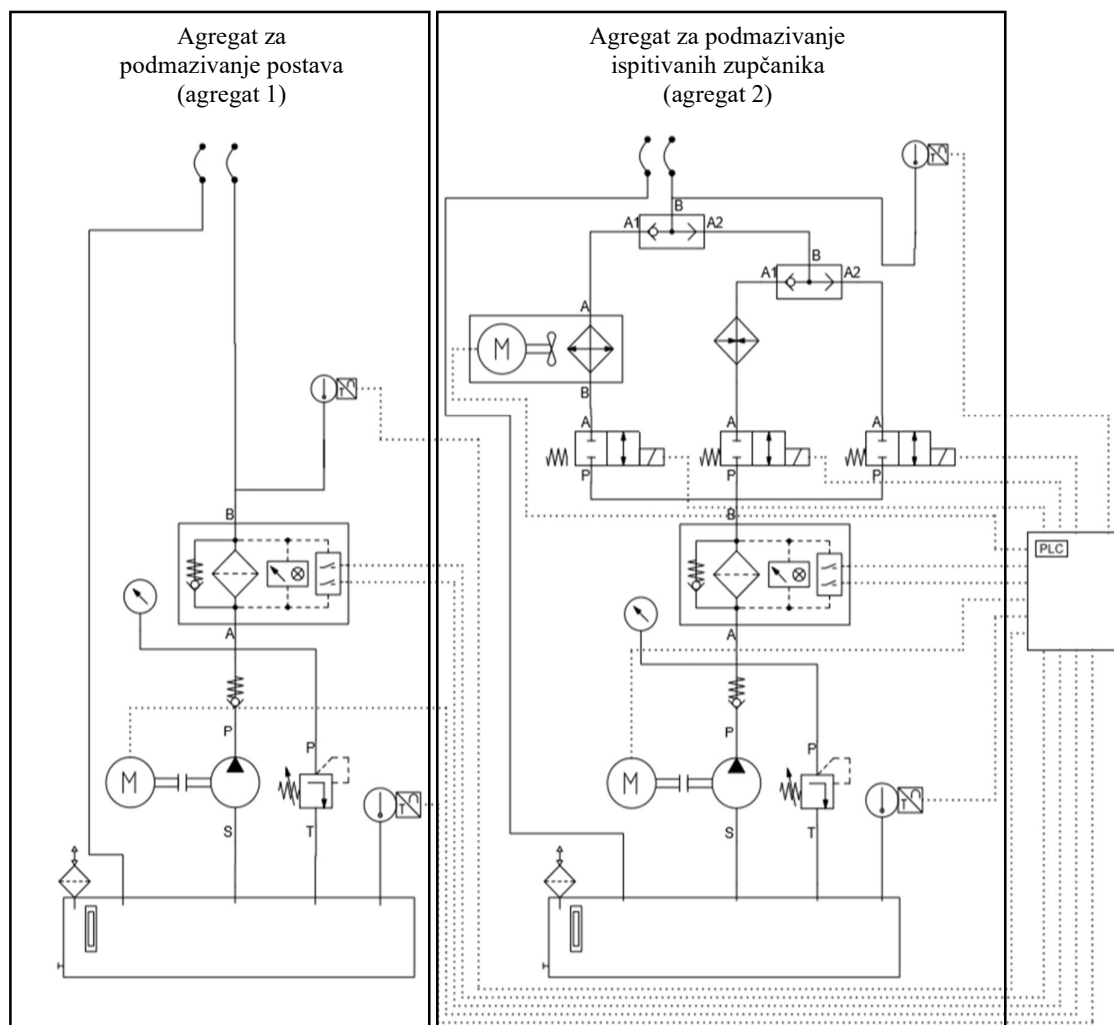 Agregat za
podmazivanje postava
(agregat 1)
Agregat za podmazivanje
ispitivanih zupčanika
(agregat 2)
T
B
A1 A2
B
A1 A2
A
M
B
A A A
T
P P P
B B
PLC
A A
P P
P P
M M
T T
S T S T